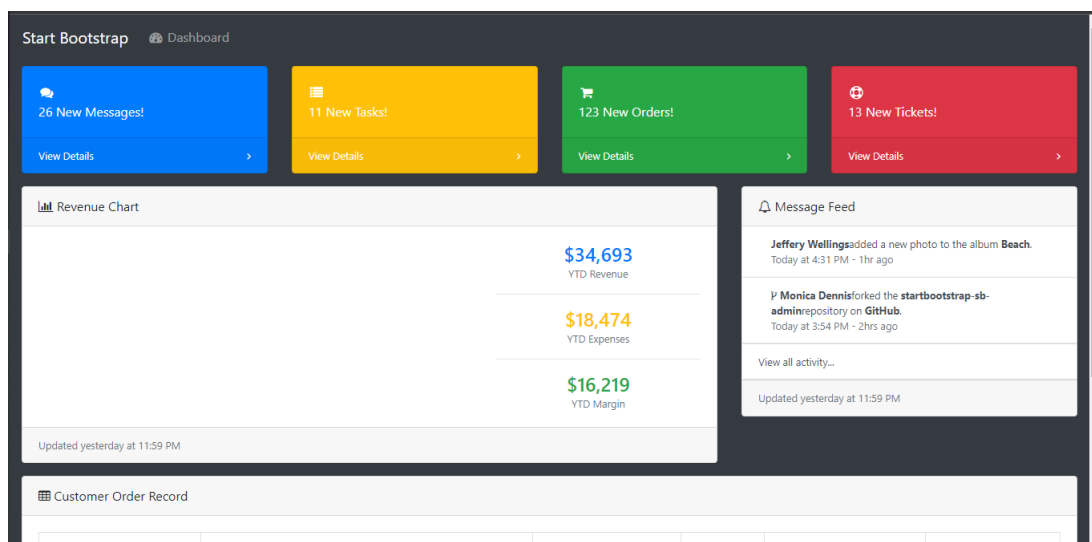 Start Bootstrap Dashboard
26 New Messages!
View Details
11 New Tasks!
View Details
123 New Orders!
View Details
13 New Tickets!
View Details
Revenue Chart
$34,693
YTD Revenue
$18,474
YTD Expenses
$16,219
YTD Margin
Updated yesterday at 11:59 PM
Message Feed
Jeffery Wellingsadded a new photo to the album Beach.
Today at 4:31 PM - 1hr ago
Monica Dennisforked the startbootstrap-sb-
adminrepository on GitHub.
Today at 3:54 PM - 2hrs ago
View all activity...
Updated yesterday at 11:59 PM
Customer Order Record